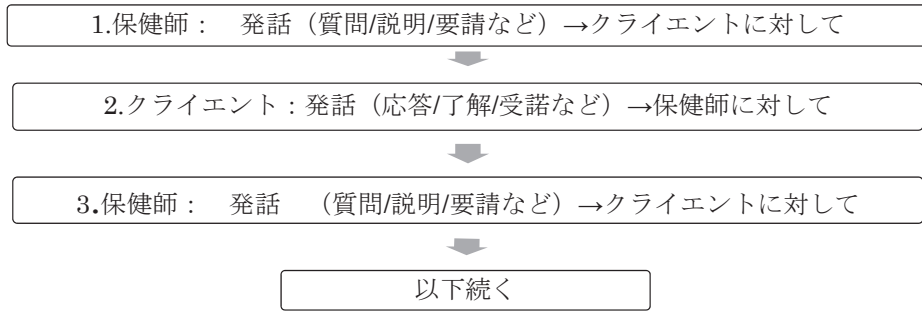 1.保健師： 発話（質問/説明/要請など）→クライエントに対して
2.クライエント：発話（応答/了解/受諾など）→保健師に対して
3.保健師： 発話 （質問/説明/要請など）→クライエントに対して
以下続く